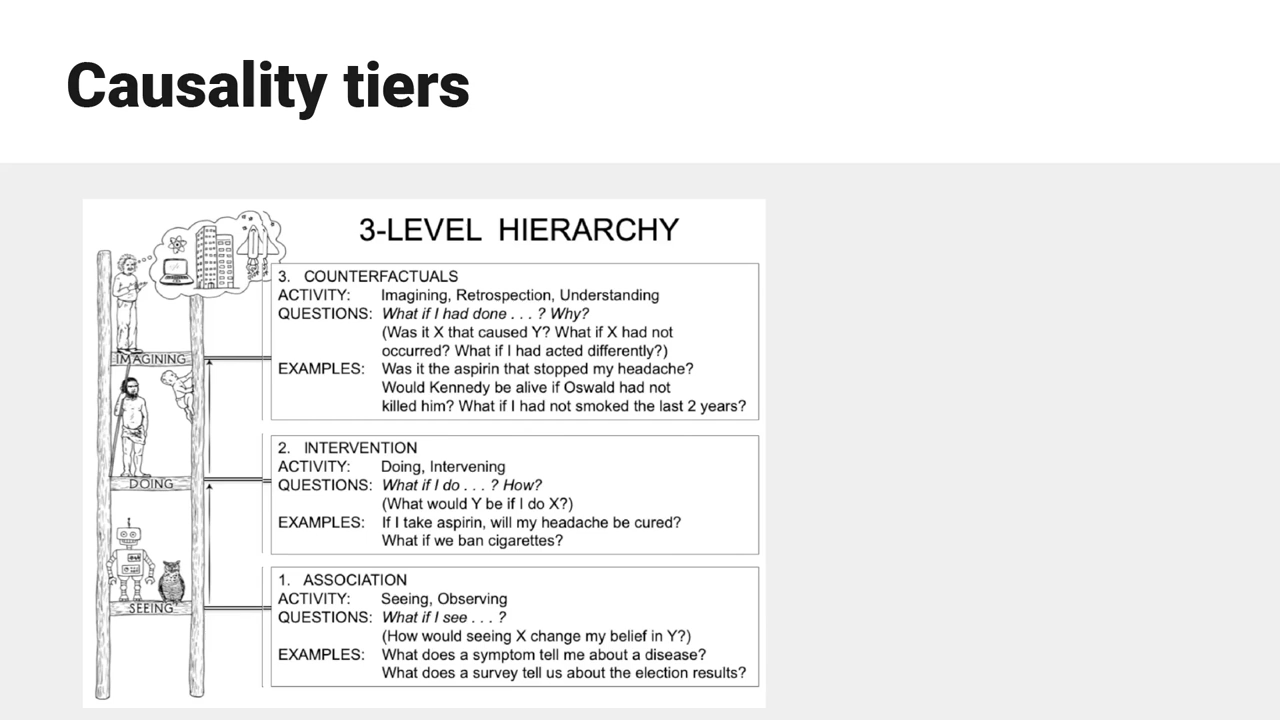 Causality tiers
3-LEVEL HIERARCHY
3. COUNTERFACTUALS
ACTIVITY: Imagining, Retrospection, Understanding
QUESTIONS: What if I had done . . . ? Why?
(Was it X that caused Y? What if X had not
occurred? What if I had acted differently?)
EXAMPLES: Was it the aspirin that stopped my headache?
Would Kennedy be alive if Oswald had not
killed him? What if I had not smoked the last 2 years?
IMAGINING
2. INTERVENTION
ACTIVITY: Doing, Intervening
QUESTIONS: What if I do . . . ? How?
(What would Y be if I do X?)
EXAMPLES: If I take aspirin, will my headache be cured?
What if we ban cigarettes?
DOING
1. ASSOCIATION
ACTIVITY: Seeing, Observing
QUESTIONS: What if I see . . . ?
(How would seeing X change my belief in Y?)
EXAMPLES: What does a symptom tell me about a disease?
What does a survey tell us about the election results?
SEEING